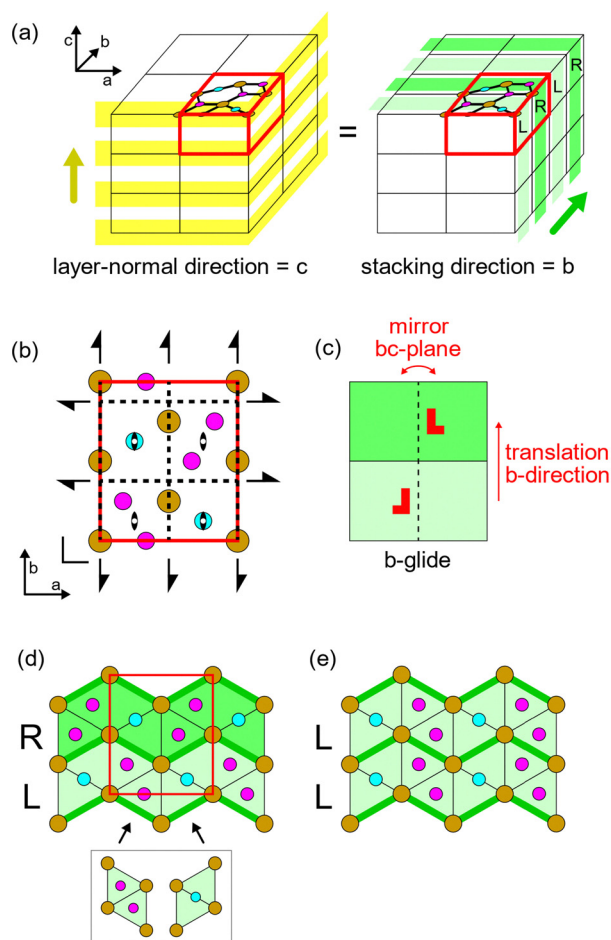 (a)
c
b
a
R
L
R
L
=
layer-normal direction = c
stacking direction = b
(b)
(c)
mirror
bc-plane
translation
b-direction
b
a
b-glide
(d)
(e)
R
L
L
L